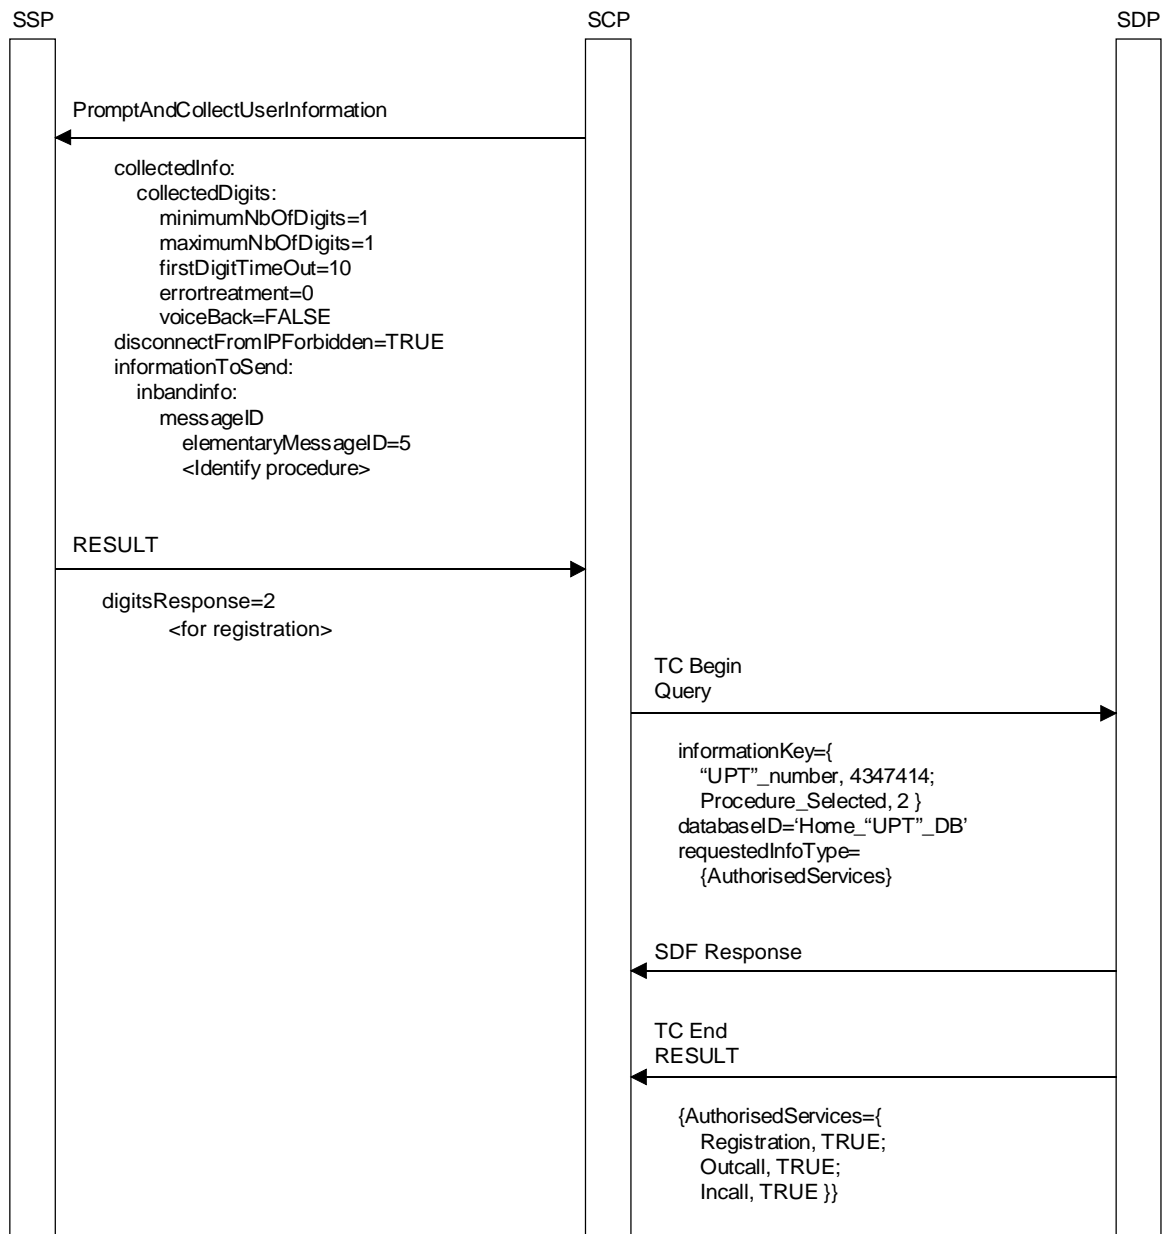 SSP
SCP
SDP
PromptAndCollectUserInformation
collectedInfo:
collectedDigits:
minimumNbOfDigits=1
maximumNbOfDigits=1
firstDigitTimeOut=10
errortreatment=0
voiceBack=FALSE
disconnectFromIPForbidden=TRUE
informationToSend:
inbandinfo:
messageID
elementaryMessageID=5
<Identify procedure>
RESULT
digitsResponse=2
<for registration>
TC Begin
Query
informationKey={
“UPT”_number, 4347414;
Procedure_Selected, 2 }
databaseID=‘Home_“UPT”_DB’
requestedInfoType=
{AuthorisedServices}
SDF Response
TC End
RESULT
{AuthorisedServices={
Registration, TRUE;
Outcall, TRUE;
Incall, TRUE }}